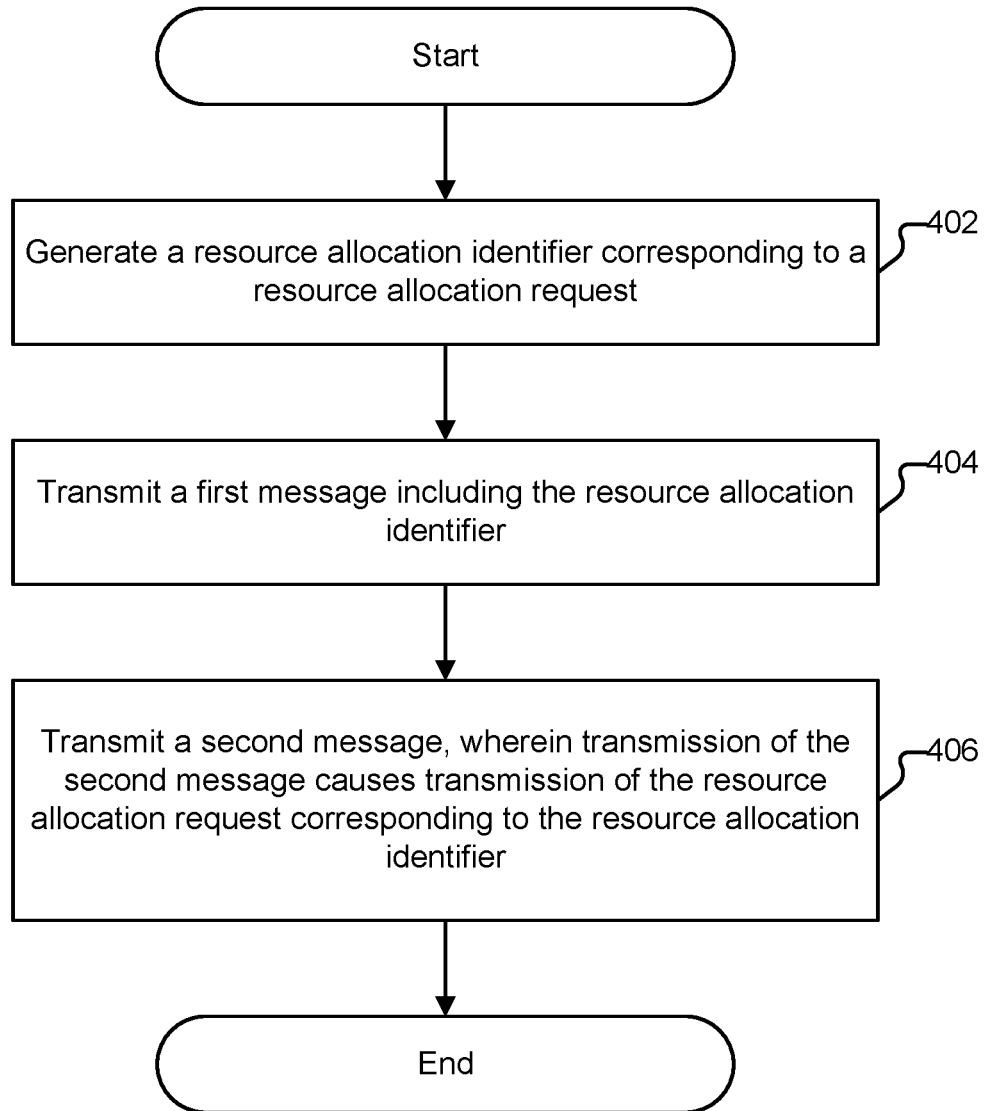 Start
Generate a resource allocation identifier corresponding to a
resource allocation request
402
Transmit a first message including the resource allocation
identifier
404
Transmit a second message, wherein transmission of the
second message causes transmission of the resource
allocation request corresponding to the resource allocation
identifier
406
End